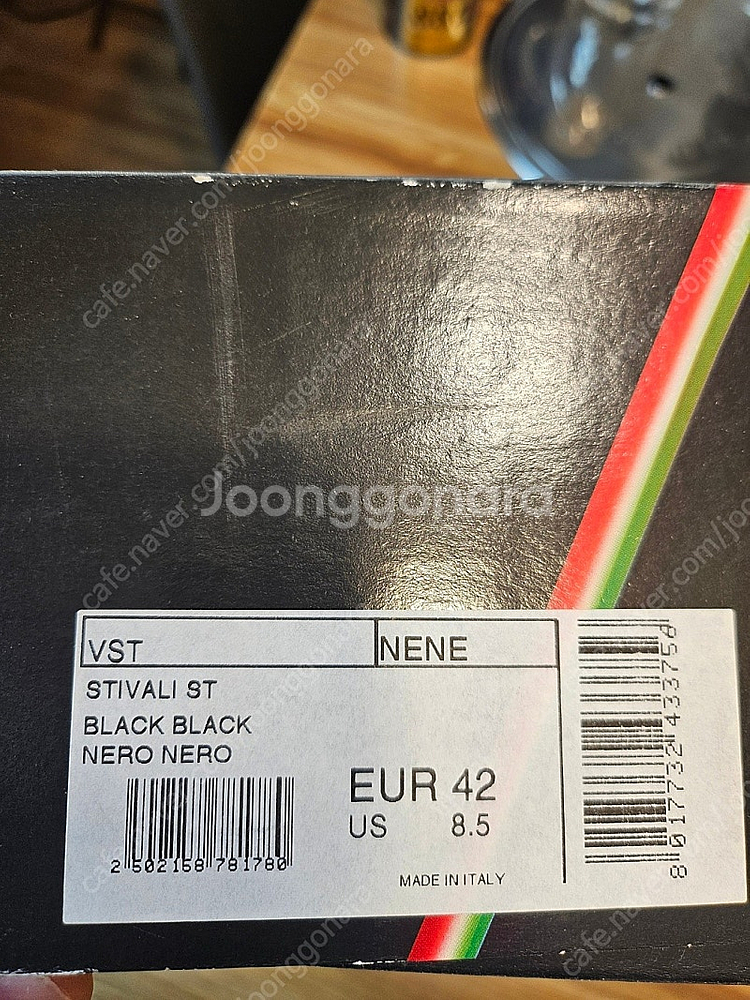 Joonggonara
VST NENE
STIVALI ST
BLACK BLACK
NERO NERO
EUR 42
US 8.5
2 502158 781780
MADE IN ITALY
8 017732 433756
cafe.naver.com/joonggonara